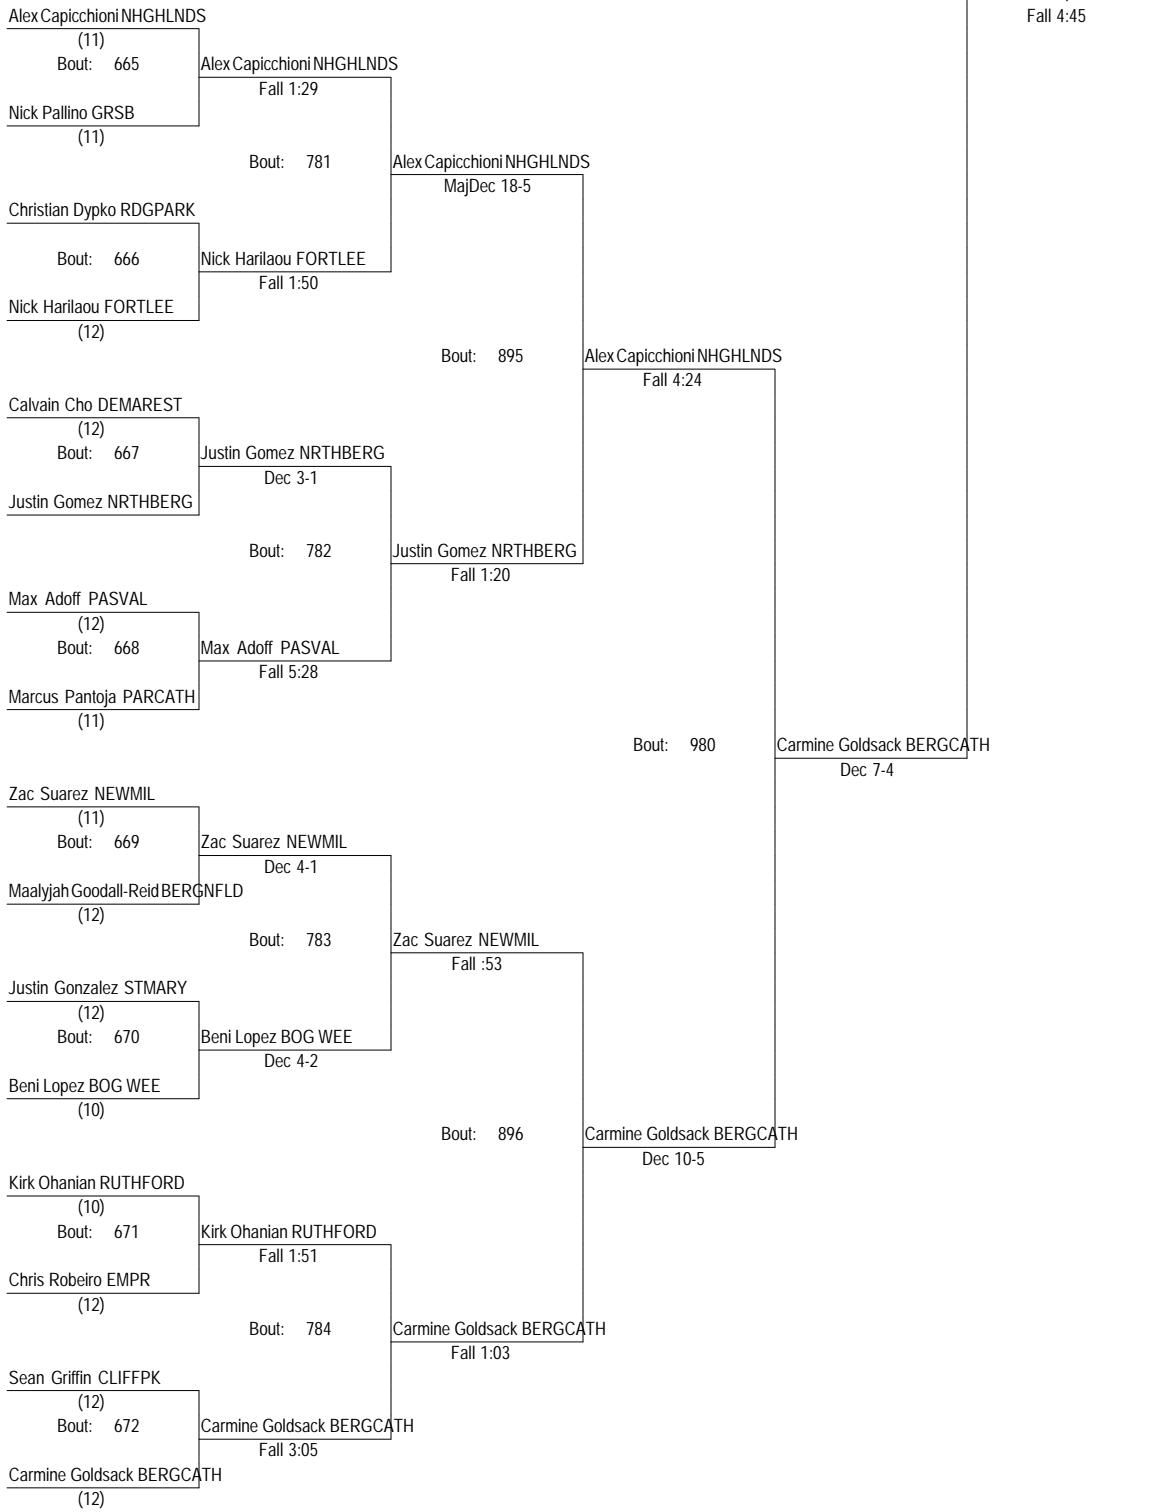 Alex Capicchioni NHGHLNDS
Fall 4:45
(11)
Bout: 665
Alex Capicchioni NHGHLNDS
Fall 1:29
Nick Pallino GRSB
(11)
Bout: 781
Alex Capicchioni NHGHLNDS
MajDec 18-5
Christian Dypko RDGPARK
Bout: 666
Nick Harilaou FORTLEE
Fall 1:50
Nick Harilaou FORTLEE
(12)
Bout: 895
Alex Capicchioni NHGHLNDS
Fall 4:24
Calvain Cho DEMAREST
(12)
Bout: 667
Justin Gomez NRTHBERG
Dec 3-1
Justin Gomez NRTHBERG
Bout: 782
Justin Gomez NRTHBERG
Fall 1:20
Max Adoff PASVAL
(12)
Bout: 668
Max Adoff PASVAL
Fall 5:28
Marcus Pantoja PARCATH
(11)
Bout: 980
Carmine Goldsack BERGCATH
Dec 7-4
Zac Suarez NEWMIL
(11)
Bout: 669
Zac Suarez NEWMIL
Dec 4-1
Maalyjah Goodall-Reid BERGNFLD
(12)
Bout: 783
Zac Suarez NEWMIL
Fall :53
Justin Gonzalez STMARY
(12)
Bout: 670
Beni Lopez BOG WEE
Dec 4-2
Beni Lopez BOG WEE
(10)
Bout: 896
Carmine Goldsack BERGCATH
Dec 10-5
Kirk Ohanian RUTHFORD
(10)
Bout: 671
Kirk Ohanian RUTHFORD
Fall 1:51
Chris Robeiro EMPR
(12)
Bout: 784
Carmine Goldsack BERGCATH
Fall 1:03
Sean Griffin CLIFFPK
(12)
Bout: 672
Carmine Goldsack BERGCATH
Fall 3:05
Carmine Goldsack BERGCATH
(12)